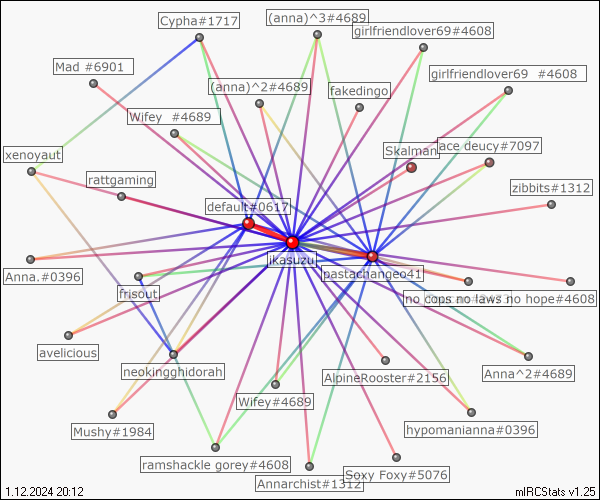 Cypha#1717
(anna)^3#4689
girlfriendlover69#4608
Mad #6901
(anna)^2#4689
fakedingo
girlfriendlover69 #4608
Wifey #4689
Skalman
ace deucy#7097
xenoyaut
rattgaming
zibbits#1312
default#0617
ikasuzu
pastachangeo41
Anna.#0396
frisout
no cops no laws no hope#4608
avelicious
neokingghidorah
AlpineRooster#2156
Anna^2#4689
Wifey#4689
Mushy#1984
hypomanianna#0396
ramshackle gorey#4608
Annarchist#1312
Soxy Foxy#5076
1.12.2024 20:12
mIRCStats v1.25